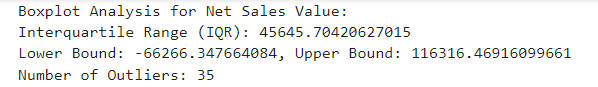 Boxplot Analysis for Net Sales Value:
Interquartile Range (IQR): 45645.70420627015
Lower Bound: -66266.347664084, Upper Bound: 116316.46916099661
Number of Outliers: 35